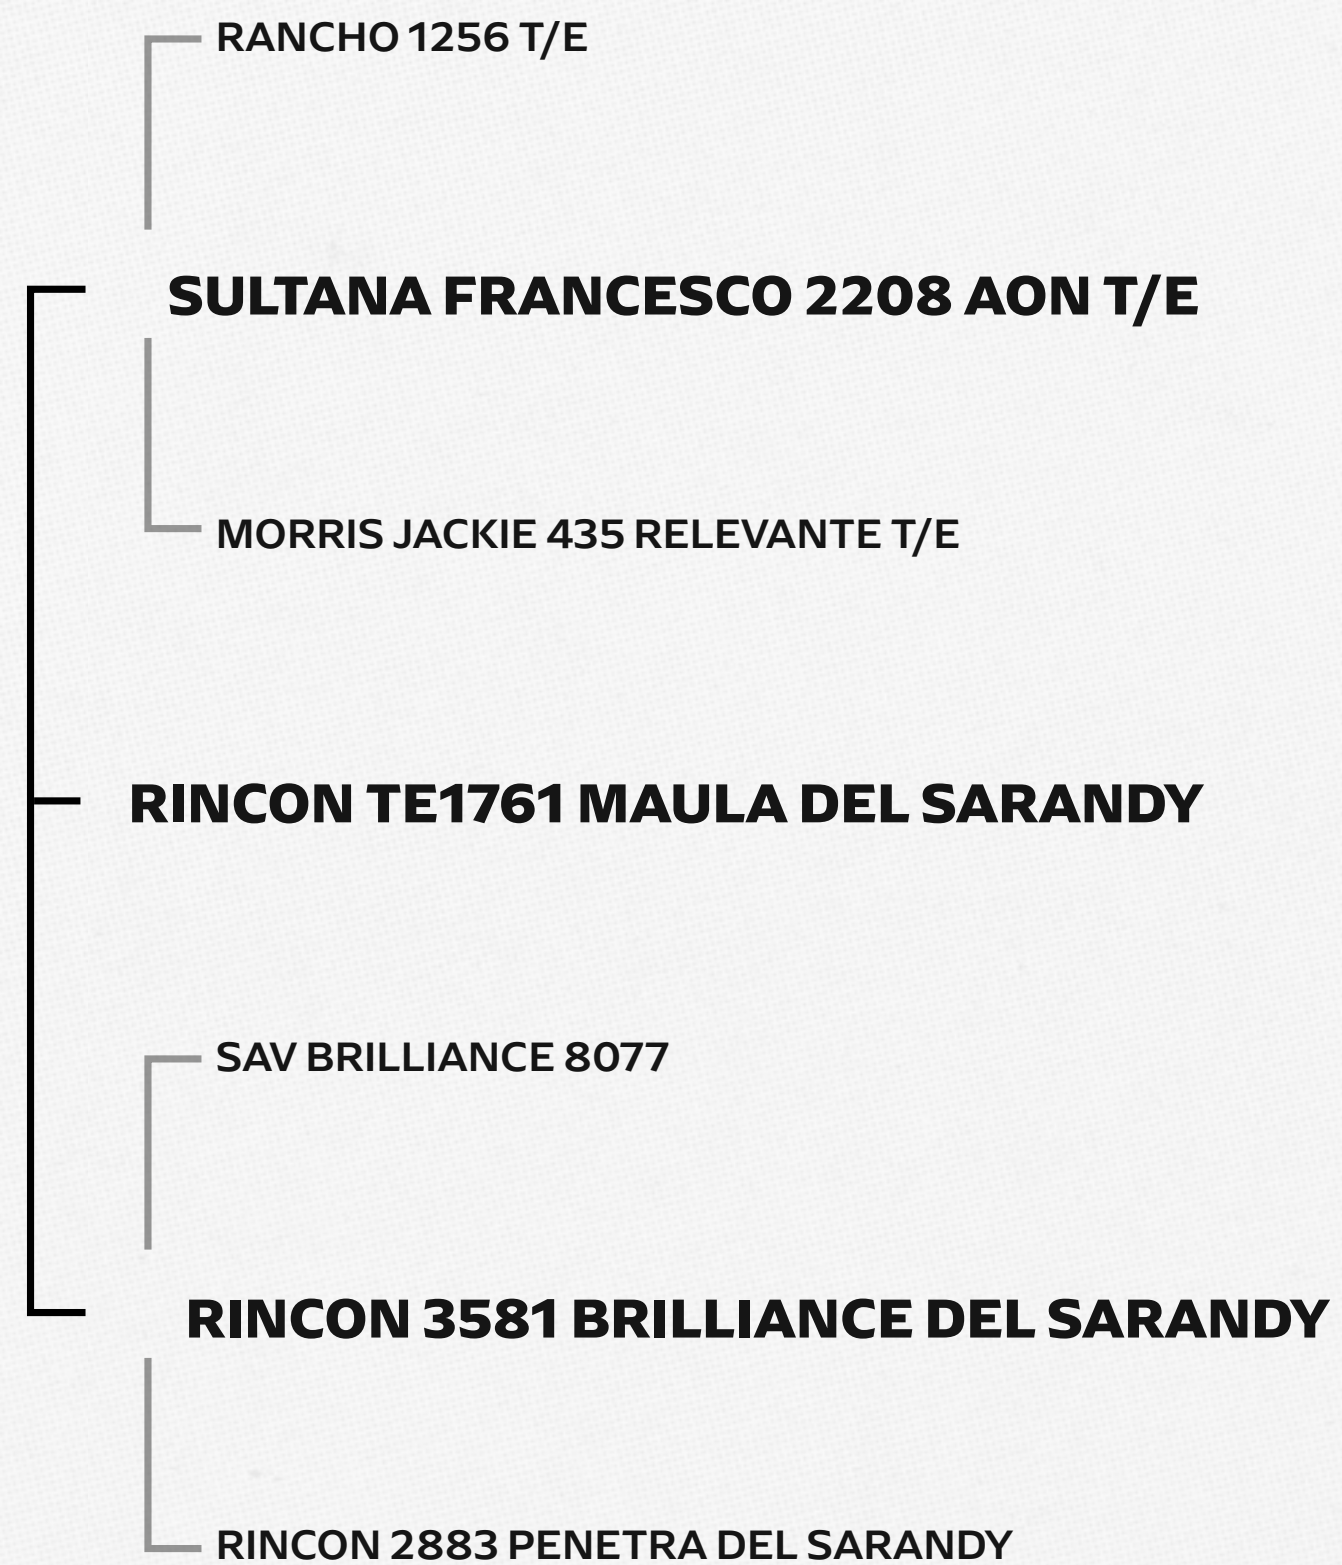 RANCHO 1256 T/E
SULTANA FRANCESCO 2208 AON T/E
MORRIS JACKIE 435 RELEVANTE T/E
RINCON TE1761 MAULA DEL SARANDY
SAV BRILLIANCE 8077
RINCON 3581 BRILLIANCE DEL SARANDY
RINCON 2883 PENETRA DEL SARANDY